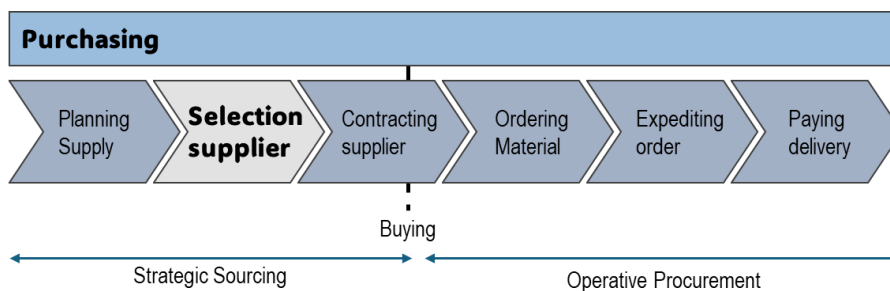 Purchasing
Planning
Supply
Selection
supplier
Contracting
supplier
Ordering
Material
Expediting
order
Paying
delivery
Buying
Strategic Sourcing
Operative Procurement